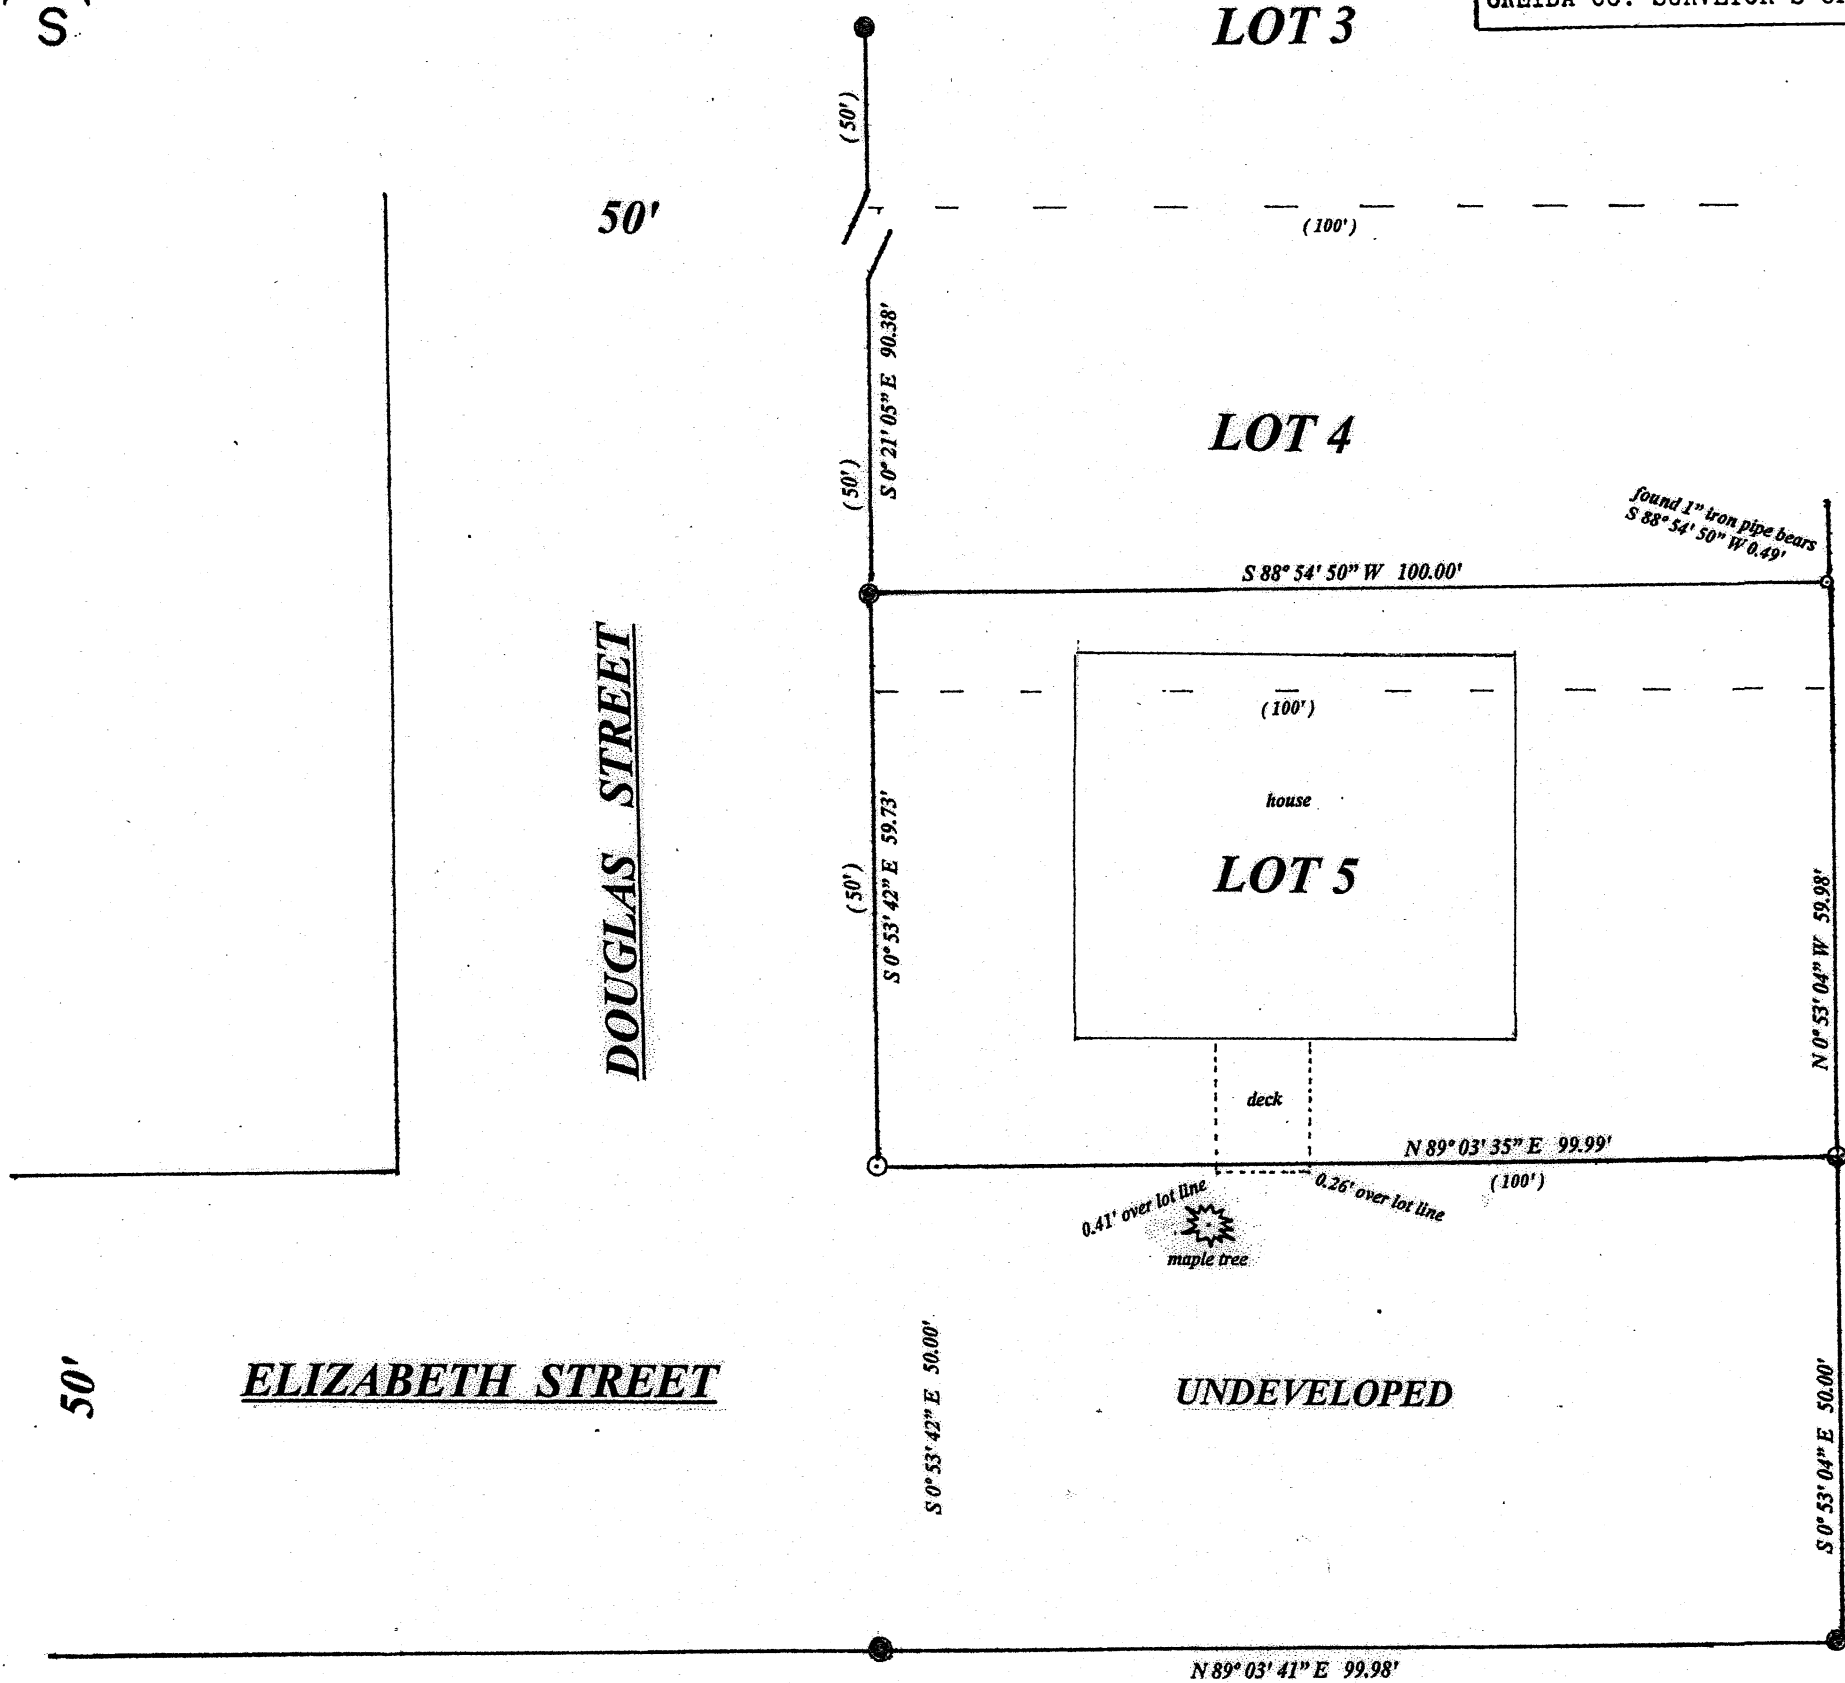 S
LOT 3
ONEIDA CO. SURVEYOR'S
(50')
50'
(100')
S 0° 21' 05" E 90.38'
LOT 4
(50')
found 1" iron pipe bears
S 88° 54' 50" W 0.49'
S 88° 54' 50" W 100.00'
(100')
house
LOT 5
DOUGLAS STREET
(50')
S 0° 53' 42" E 59.73'
N 0° 53' 04" W 59.98'
deck
N 89° 03' 35" E 99.99'
(100')
0.41' over lot line
0.26' over lot line
maple tree
50'
ELIZABETH STREET
S 0° 53' 42" E 50.00'
UNDEVELOPED
S 0° 53' 04" E 50.00'
N 89° 03' 41" E 99.98'